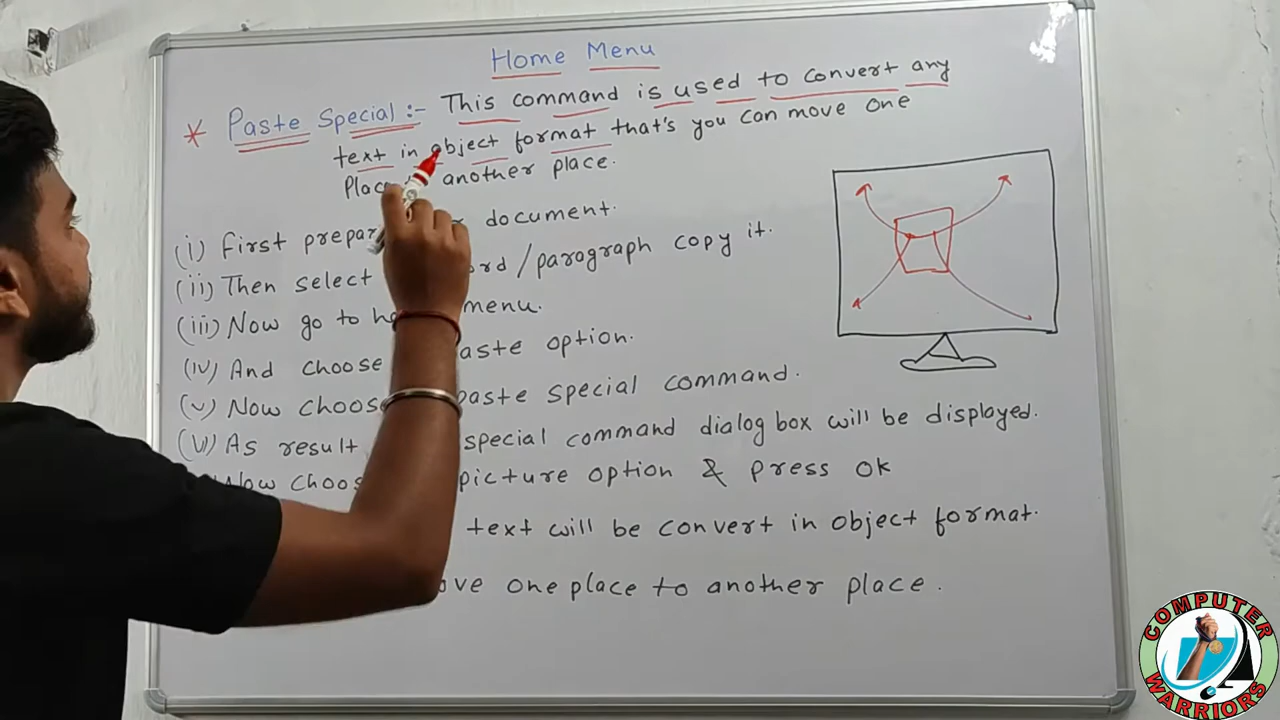 Home Menu
* Paste Special :- This command is used to convert any
text in object format that's you can move one
place another place.
(i) First prepar document.
(ii) Then select ord/paragraph copy it.
(iii) Now go to ho menu.
(iv) And choose aste option.
(v) Now choose paste special command.
(vi) As result special command dialog box will be displayed.
Now choos picture option & press ok
text will be convert in object format.
ove one place to another place.
COMPUTER
WARRIORS